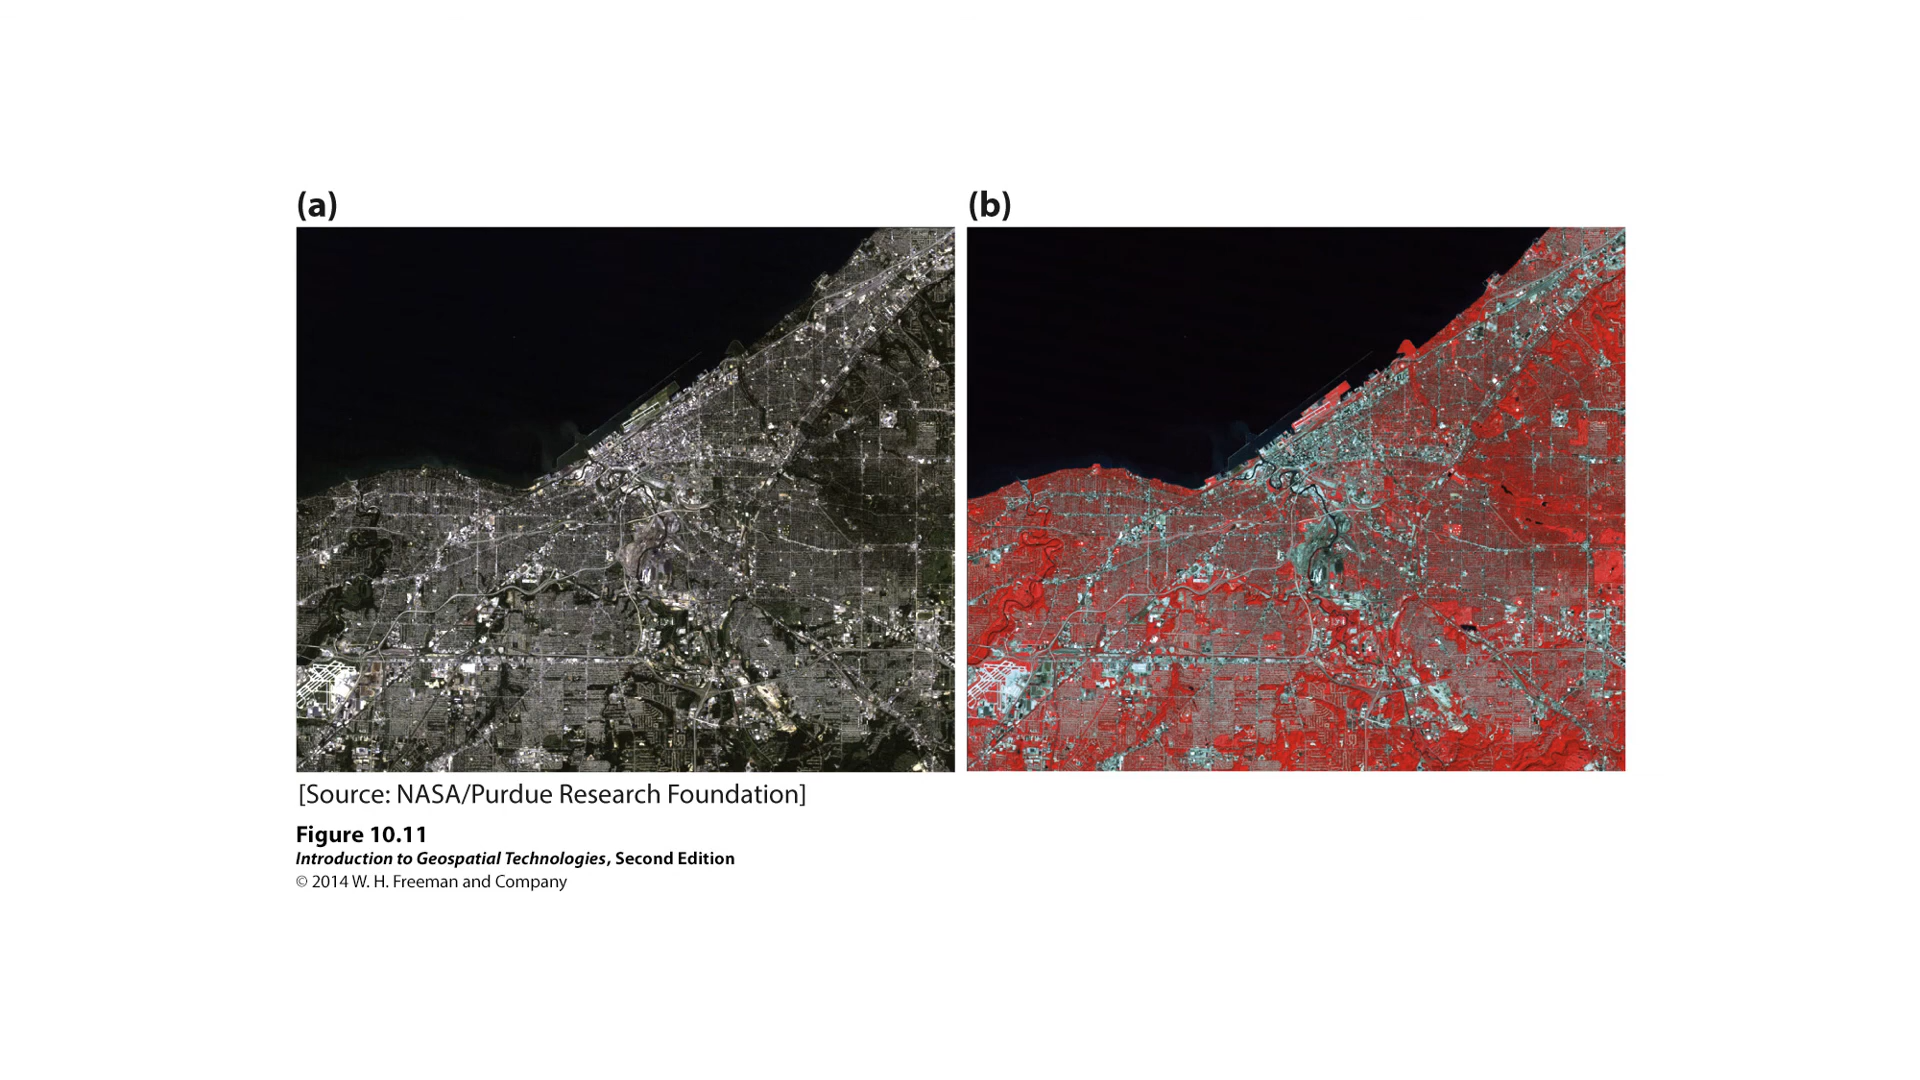 (a)
(b)
[Source: NASA/Purdue Research Foundation]
Figure 10.11
Introduction to Geospatial Technologies, Second Edition
© 2014 W. H. Freeman and Company